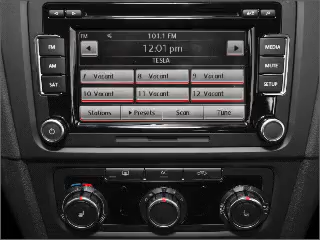 FM 101.1 FM
12:01 pm
TESLA
7 Vacant 8 Vacant 9 Vacant
10 Vacant 11 Vacant 12 Vacant
Stations Presets Scan Tune
FM
AM
SAT
MEDIA
MUTE
SETUP